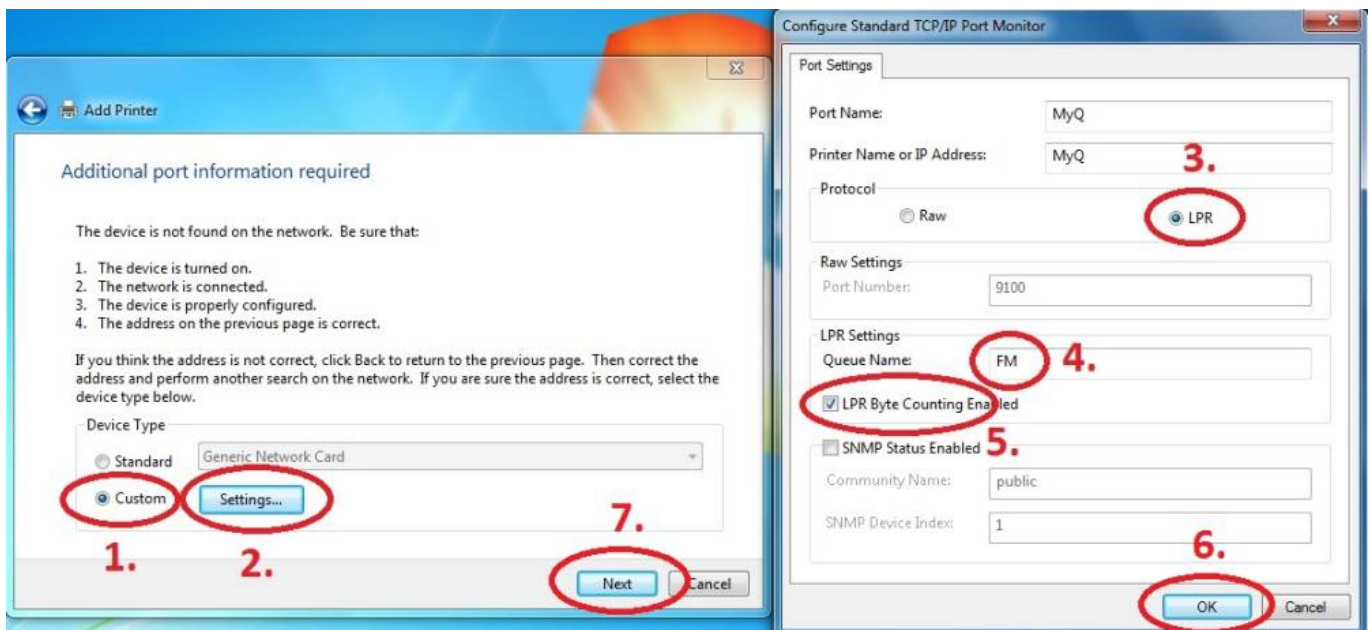 Add Printer
Additional port information required
The device is not found on the network. Be sure that:
1. The device is turned on.
2. The network is connected.
3. The device is properly configured.
4. The address on the previous page is correct.
If you think the address is not correct, click Back to return to the previous page. Then correct the
address and perform another search on the network. If you are sure the address is correct, select the
device type below.
Device Type
Standard Generic Network Card
Custom Settings...
1. 2. 7.
Next Cancel
Configure Standard TCP/IP Port Monitor
Port Settings
Port Name: MyQ
Printer Name or IP Address: MyQ
3.
Protocol
Raw LPR
Raw Settings
Port Number: 9100
LPR Settings
Queue Name: FM 4.
LPR Byte Counting Enabled
SNMP Status Enabled 5.
Community Name: public
SNMP Device Index: 1
6.
OK Cancel